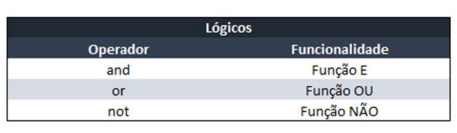 Lógicos
Operador Funcionalidade
and Função E
or Função OU
not Função NÃO